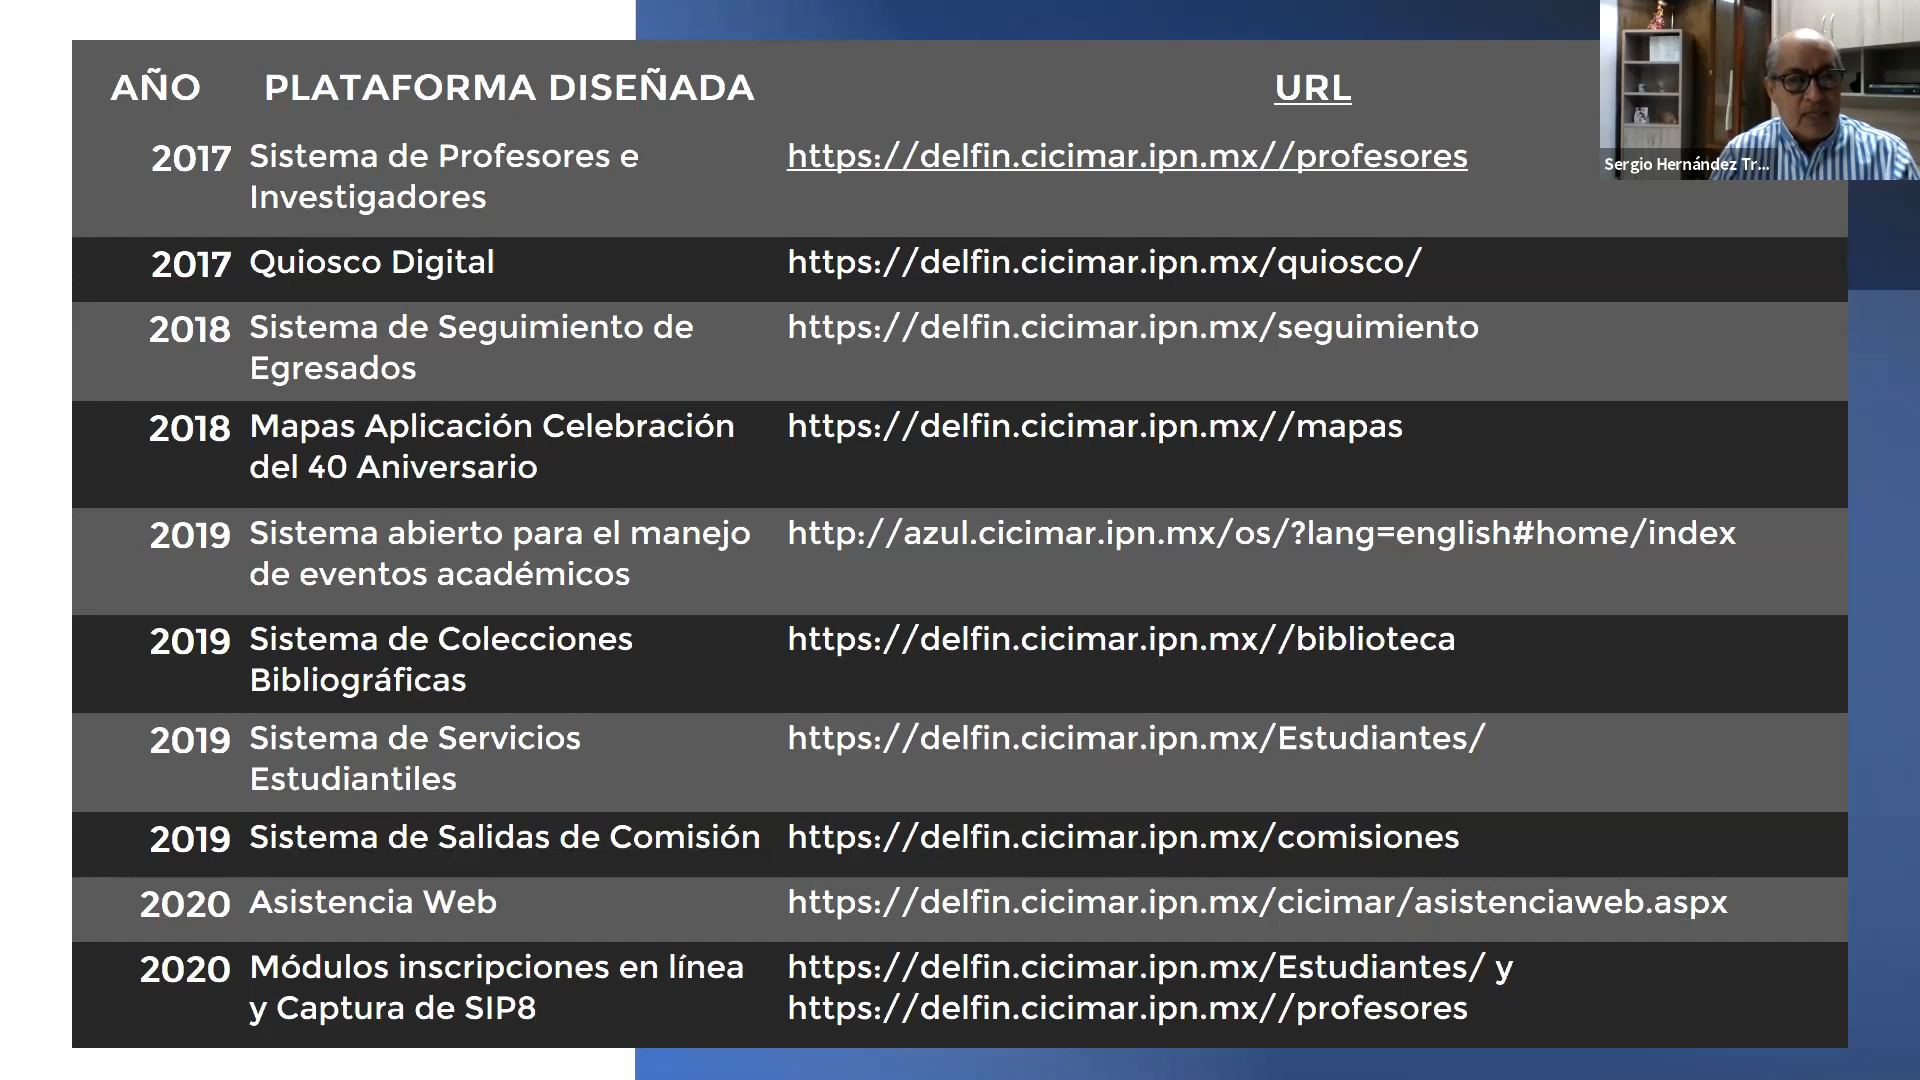 AÑO PLATAFORMA DISEÑADA URL
2017 Sistema de Profesores e https://delfin.cicimar.ipn.mx//profesores
Investigadores
2017 Quiosco Digital https://delfin.cicimar.ipn.mx/quiosco/
2018 Sistema de Seguimiento de https://delfin.cicimar.ipn.mx/seguimiento
Egresados
2018 Mapas Aplicación Celebración https://delfin.cicimar.ipn.mx//mapas
del 40 Aniversario
2019 Sistema abierto para el manejo http://azul.cicimar.ipn.mx/os/?lang=english#home/index
de eventos académicos
2019 Sistema de Colecciones https://delfin.cicimar.ipn.mx//biblioteca
Bibliográficas
2019 Sistema de Servicios https://delfin.cicimar.ipn.mx/Estudiantes/
Estudiantiles
2019 Sistema de Salidas de Comisión https://delfin.cicimar.ipn.mx/comisiones
2020 Asistencia Web https://delfin.cicimar.ipn.mx/cicimar/asistenciaweb.aspx
2020 Módulos inscripciones en línea https://delfin.cicimar.ipn.mx/Estudiantes/ y
y Captura de SIP8 https://delfin.cicimar.ipn.mx//profesores
Sergio Hernández Tr...